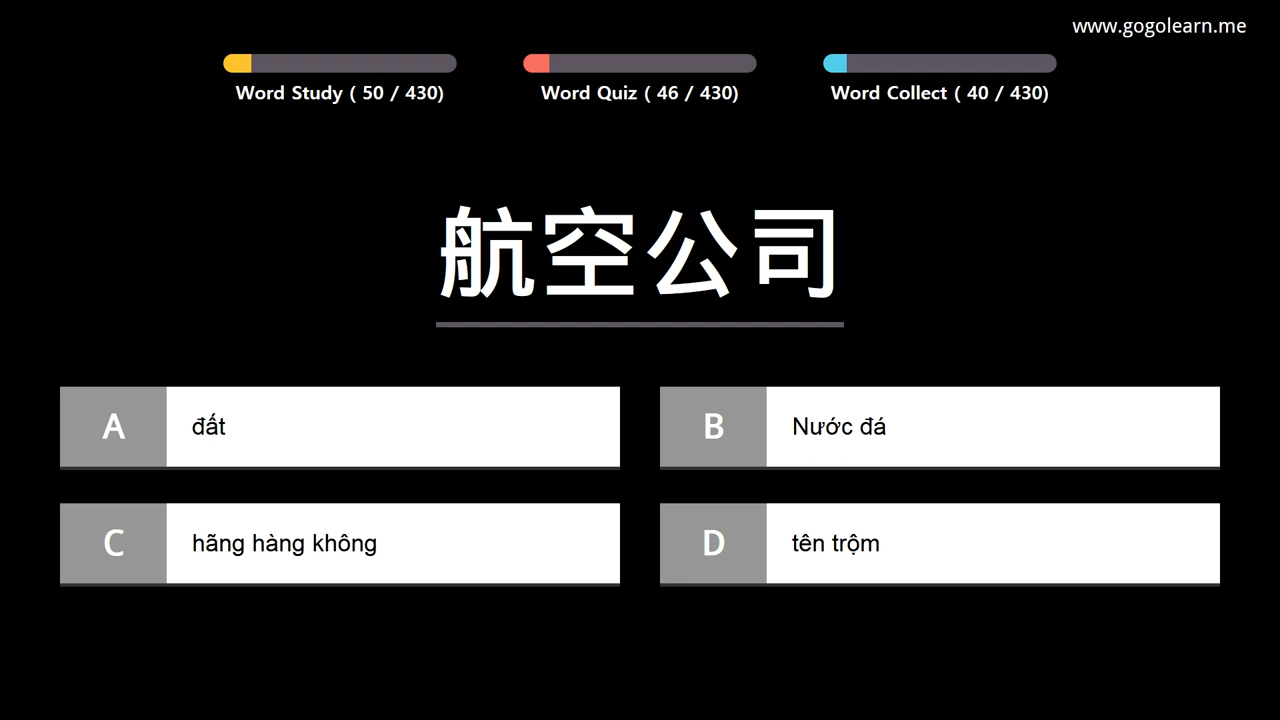 www.gogolearn.me
Word Study ( 50 / 430)
Word Quiz ( 46 / 430)
Word Collect ( 40 / 430)
航空公司
A đất
B Nước đá
C hãng hàng không
D tên trộm